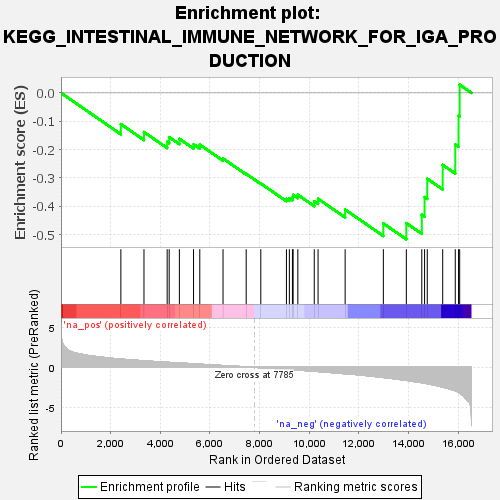 Enrichment plot:
KEGG_INTESTINAL_IMMUNE_NETWORK_FOR_IGA_PRO
DUCTION
Enrichment score (ES)
0.0
-0.1
-0.2
-0.3
-0.4
-0.5
'na_pos' (positively correlated)
Ranked list metric (PreRanked)
5
0
-5
Zero cross at 7785
'na_neg' (negatively correlated)
0
2,000
4,000
6,000
8,000
10,000
12,000
14,000
16,000
Rank in Ordered Dataset
Enrichment profile
Hits
Ranking metric scores